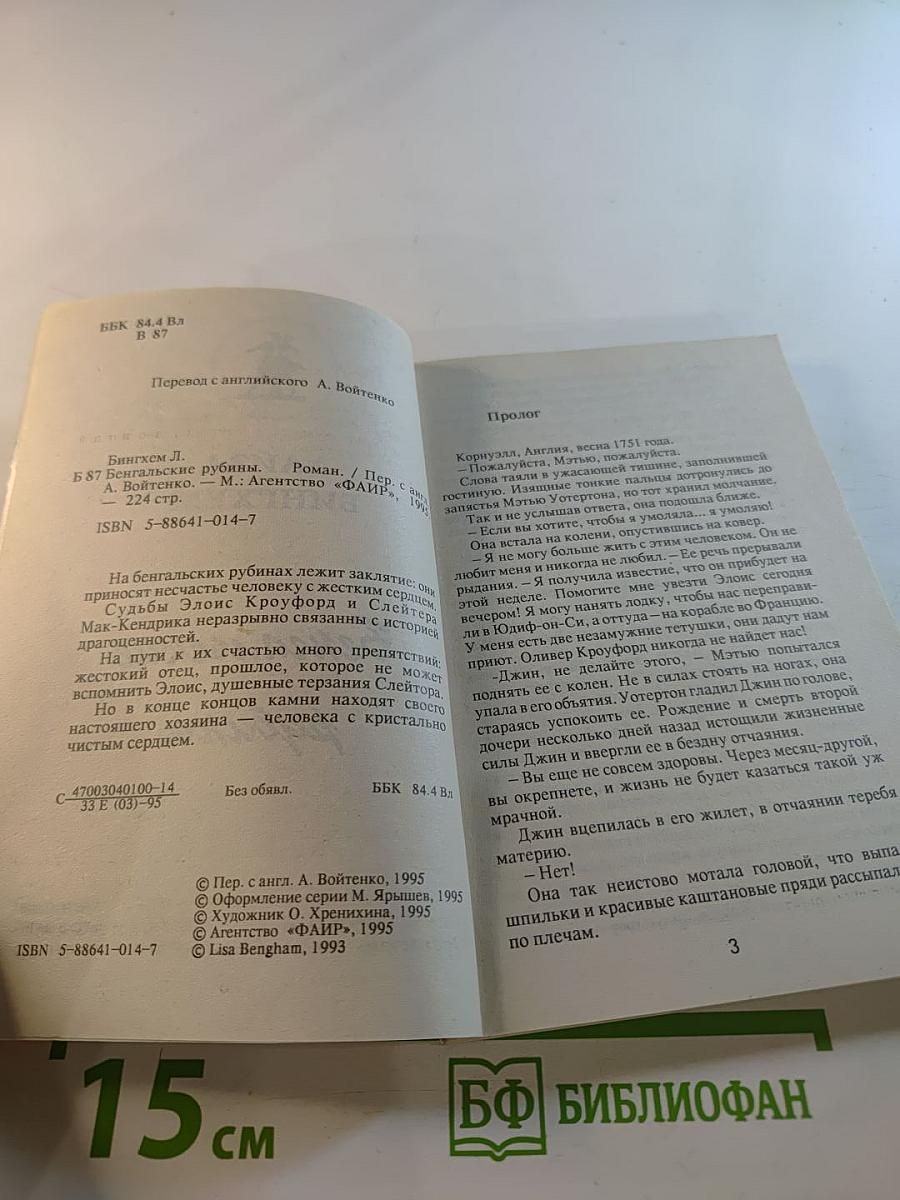 ББК 84.4 Вл
В 87
Перевод с английского А. Войтенко
Бингхем Л.
Б 87 Бенгальские рубины. Роман. / Пер. с англ.
А. Войтенко. — М.: Агентство «ФАИР», 1995
— 224 стр.
ISBN 5-88641-014-7
На бенгальских рубинах лежит заклятие: они
приносят несчастье человеку с жестким сердцем.
Судьбы Элоис Кроуфорд и Слейтера
Мак-Кендрика неразрывно связанны с историей
драгоценностей.
На пути к их счастью много препятствий:
жестокий отец, прошлое, которое не может
вспомнить Элоис, душевные терзания Слейтора.
Но в конце концов камни находят своего
настоящего хозяина — человека с кристально
чистым сердцем.
С 47003040100-14
33 Е (03)-95
Без обявл.
ББК 84.4 Вл
© Пер. с англ. А. Войтенко, 1995
© Оформление серии М. Ярышев, 1995
© Художник О. Хренихина, 1995
© Агентство «ФАИР», 1995
ISBN 5-88641-014-7 © Lisa Bengham, 1993
Пролог
Корнуэлл, Англия, весна 1751 года.
– Пожалуйста, Мэтью, пожалуйста.
Слова таяли в ужасающей тишине, заполнившей
гостиную. Изящные тонкие пальцы дотронулись до
запястья Мэтью Уотертона, но тот хранил молчание.
Так и не услышав ответа, она подошла ближе.
– Если вы хотите, чтобы я умоляла... я умоляю!
Она встала на колени, опустившись на ковер.
– Я не могу больше жить с этим человеком. Он не
любит меня и никогда не любил. – Ее речь прерывали
рыдания. – Я получила известие, что он прибудет на
этой неделе. Помогите мне увезти Элоис сегодня
вечером! Я могу нанять лодку, чтобы нас переправи-
ли в Юдиф-он-Си, а оттуда – на корабле во Францию.
У меня есть две незамужние тетушки, они дадут нам
приют. Оливер Кроуфорд никогда не найдет нас!
-Джин, не делайте этого, – Мэтью попытался
поднять ее с колен. Не в силах стоять на ногах, она
упала в его объятия. Уотертон гладил Джин по голове,
стараясь успокоить ее. Рождение и смерть второй
дочери несколько дней назад истощили жизненные
силы Джин и ввергли ее в бездну отчаяния.
– Вы еще не совсем здоровы. Через месяц-другой,
вы окрепнете, и жизнь не будет казаться такой уж
мрачной.
Джин вцепилась в его жилет, в отчаянии теребя
материю.
– Нет!
Она так неистово мотала головой, что выпа
шпильки и красивые каштановые пряди рассыпал
по плечам.
3
15 см
БФ БИБЛИОФАН